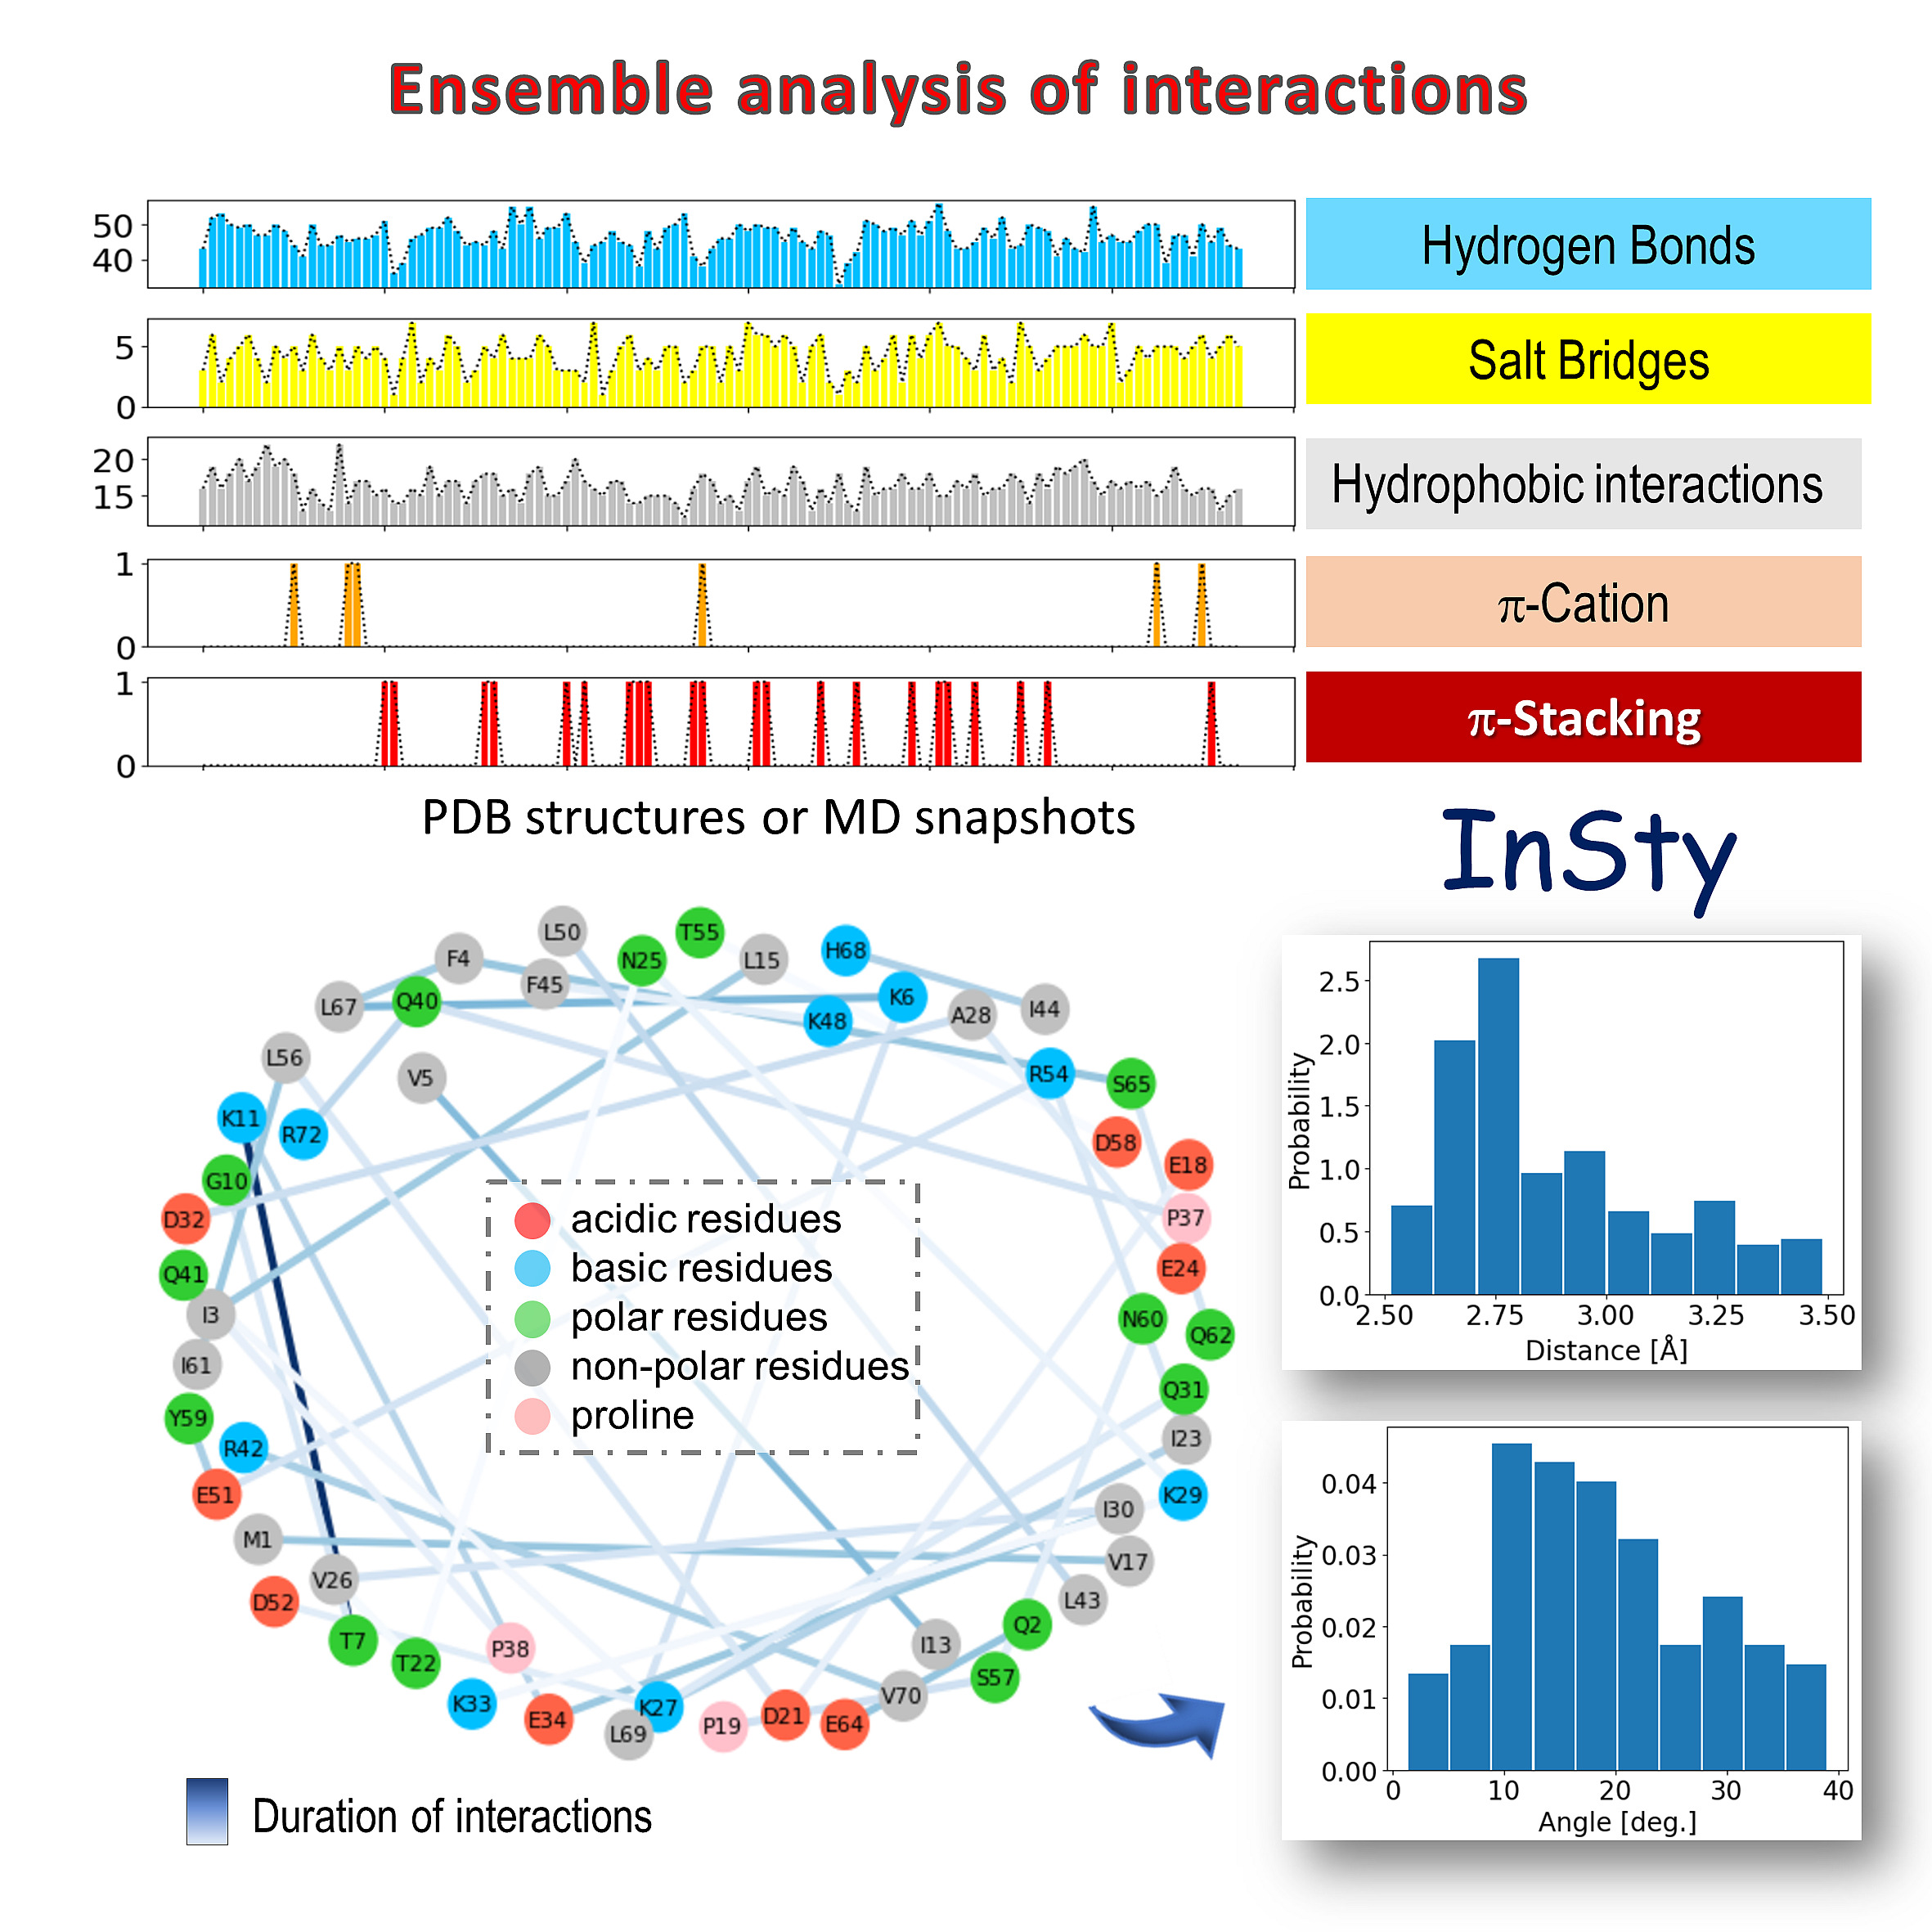 Ensemble analysis of interactions
50
40
Hydrogen Bonds
5
0
Salt Bridges
20
15
Hydrophobic interactions
1
0
π-Cation
1
0
π-Stacking
PDB structures or MD snapshots
InSty
L50
T55
F4
N25
L15
H68
F45
L67
Q40
K6
K48
A28
I44
L56
V5
R54
S65
K11
R72
D58
E18
G10
D32
P37
Q41
E24
I3
N60
Q62
I61
Q31
Y59
R42
I23
E51
K29
I30
M1
V17
V26
D52
L43
T7
Q2
T22
P38
I13
S57
K33
E34
K27
L69
P19
D21
E64
V70
acidic residues
basic residues
polar residues
non-polar residues
proline
Duration of interactions
Probability
2.5
2.0
1.5
1.0
0.5
0.0
2.50 2.75 3.00 3.25 3.50
Distance [Å]
Probability
0.04
0.03
0.02
0.01
0.00
0 10 20 30 40
Angle [deg.]